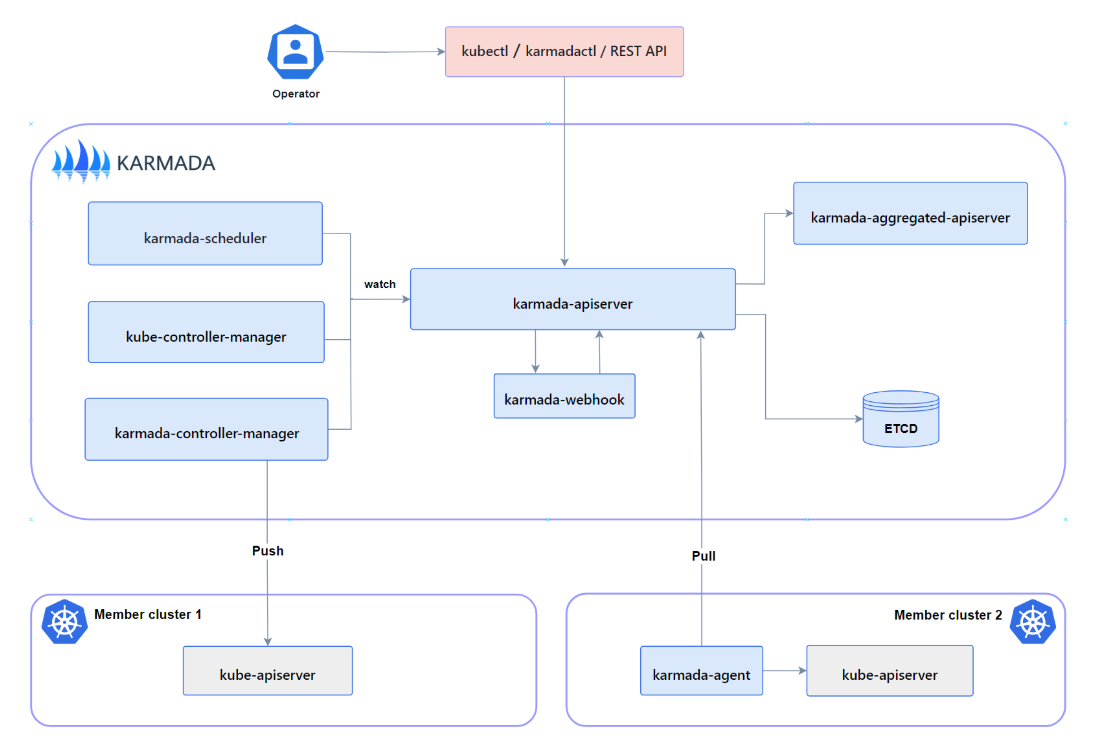 kubectl / karmadactl / REST API
Operator
KARMADA
karmada-scheduler
karmada-aggregated-apiserver
watch
karmada-apiserver
kube-controller-manager
karmada-webhook
karmada-controller-manager
ETCD
Push
Pull
Member cluster 1
Member cluster 2
kube-apiserver
karmada-agent
kube-apiserver